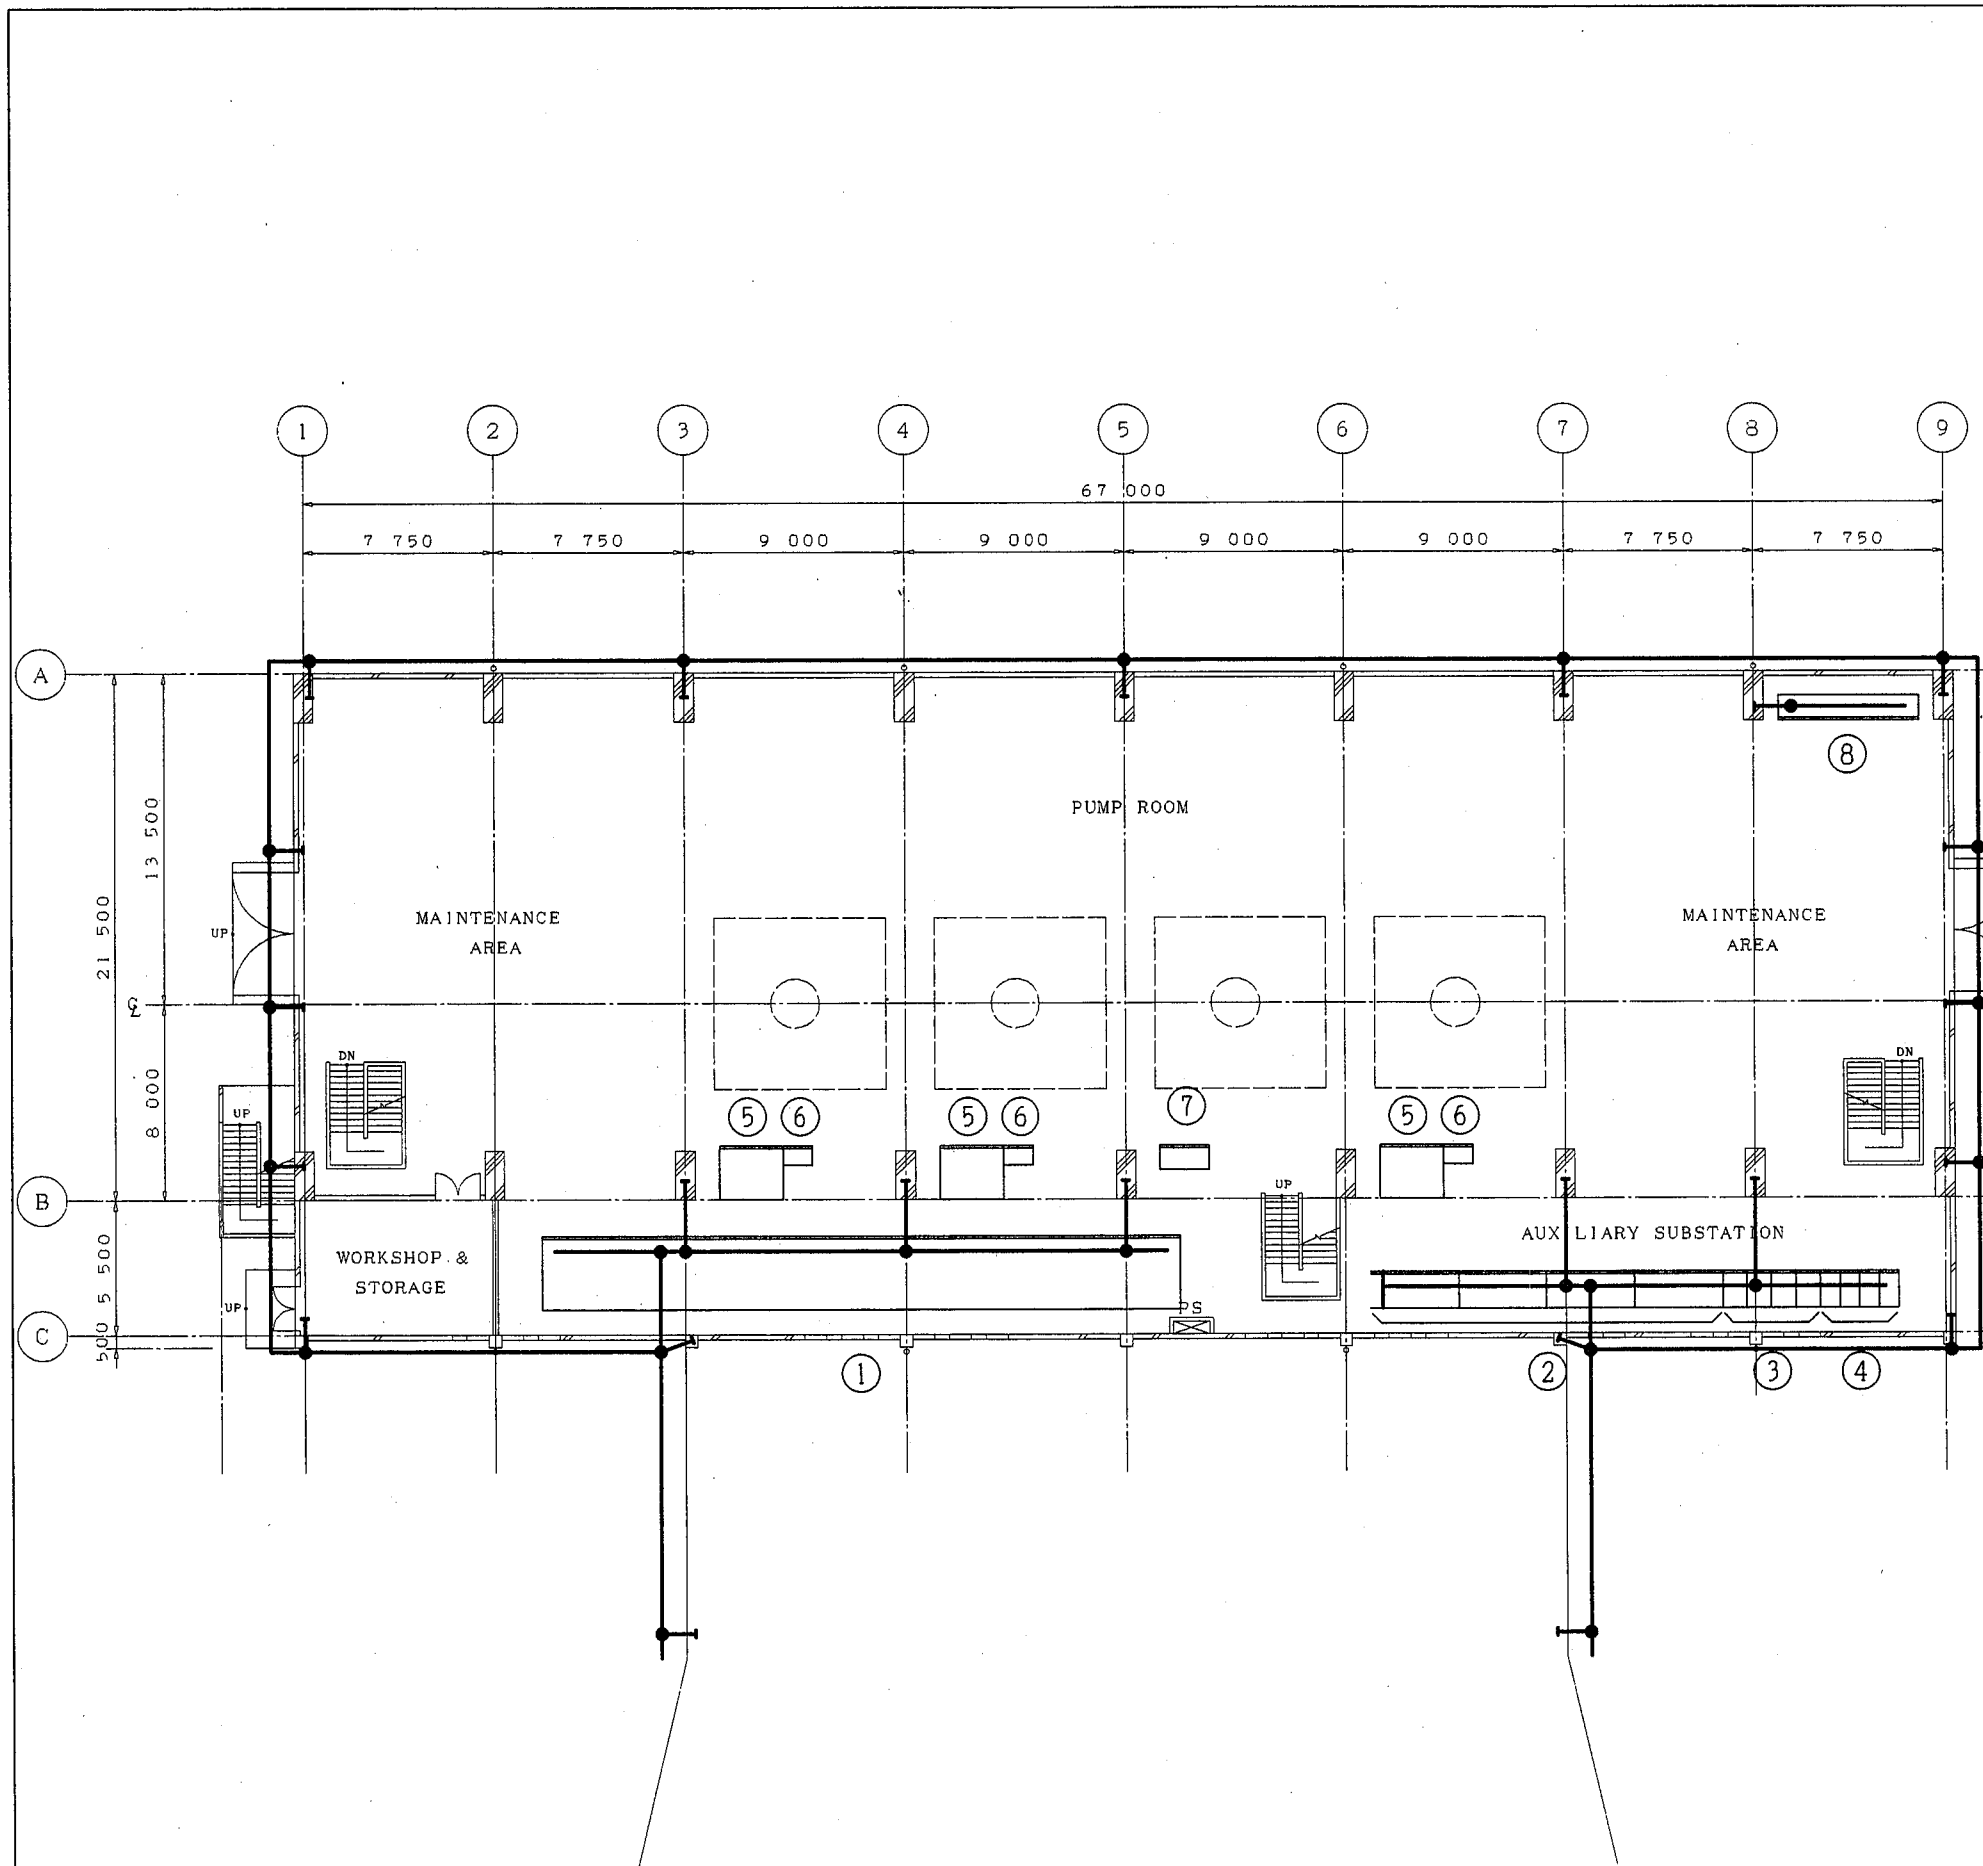 1 2 3 4 5 6 7 8 9
67 000
7 750 7 750 9 000 9 000 9 000 9 000 7 750 7 750
A
8
13 500
PUMP ROOM
21 500
MAINTENANCE
AREA
MAINTENANCE
AREA
UP
℄
DN
DN
8 000
5 6 5 6 7 5 6
UP
UP
B
WORKSHOP &
STORAGE
AUX LIARY SUBSTATION
5 500
UP
PS
C
500
1 2 3 4